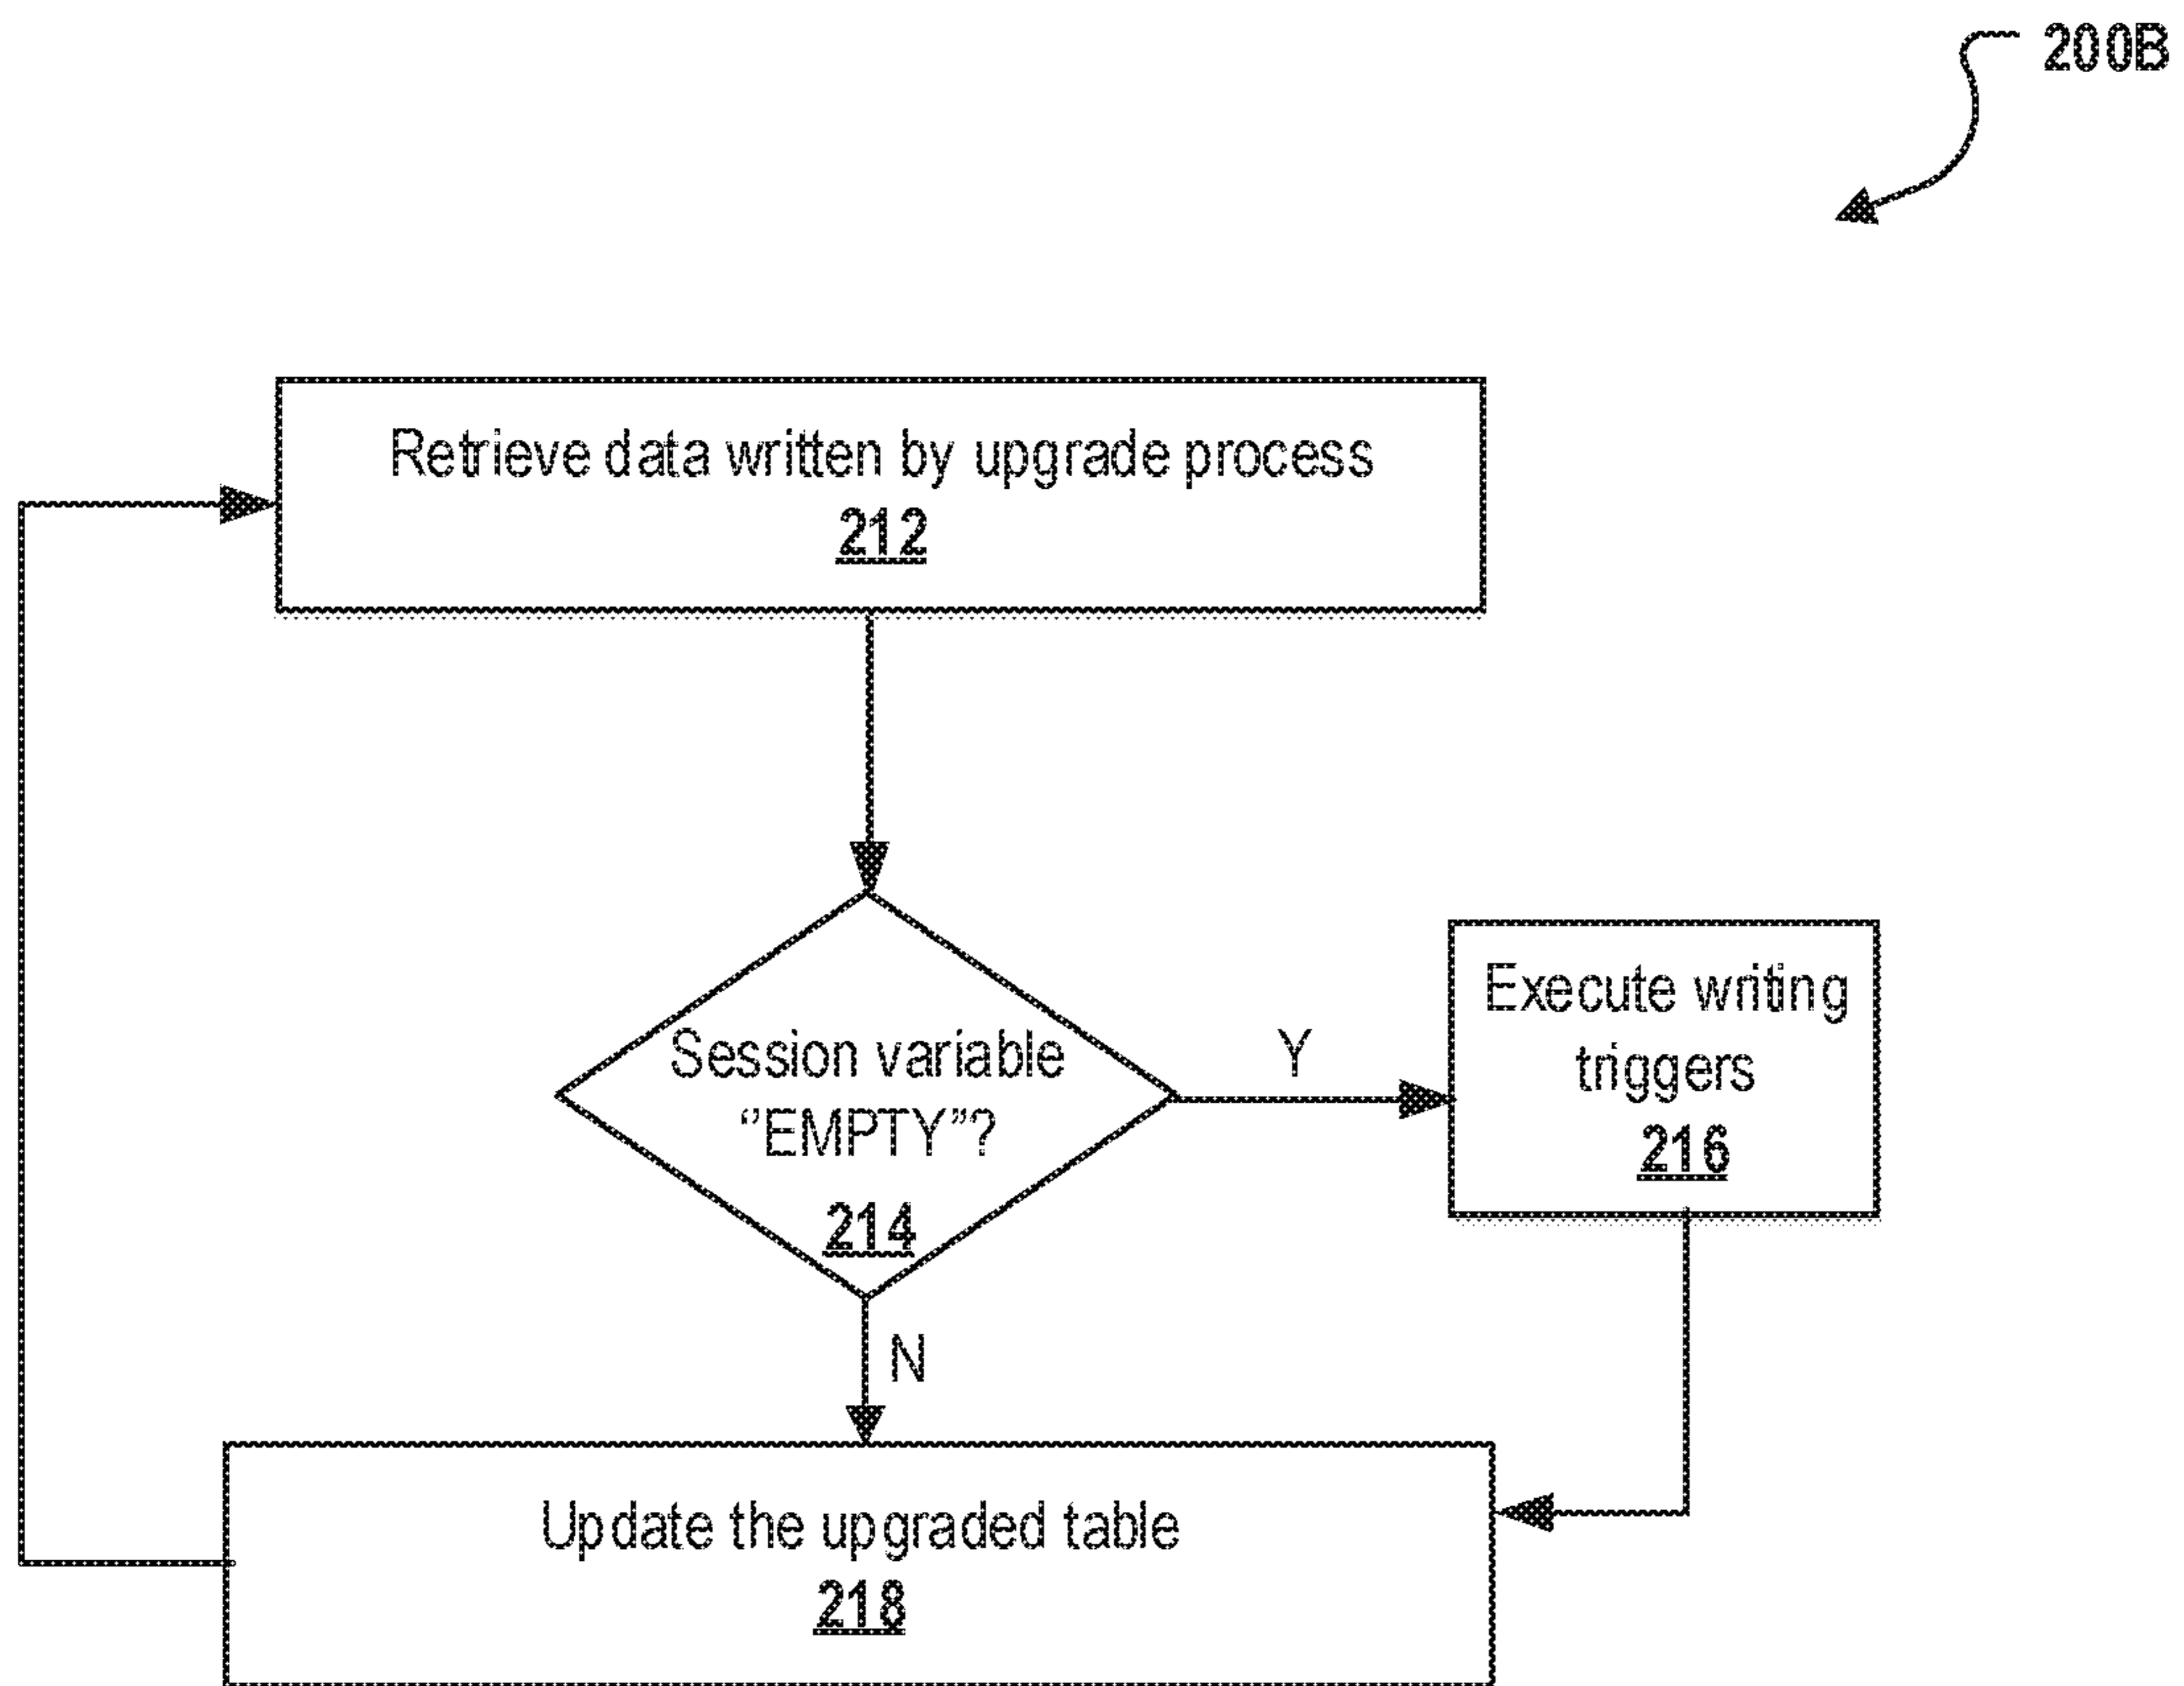 200B
Retrieve data written by upgrade process
212
Session variable
"EMPTY"?
214
Y
Execute writing
triggers
216
N
Update the upgraded table
218